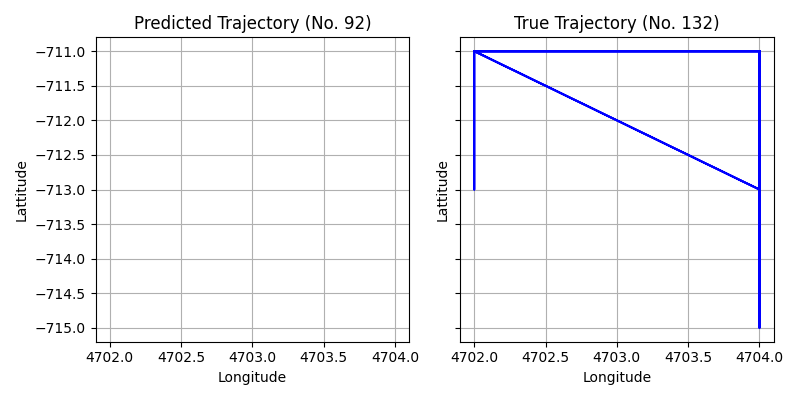 Predicted Trajectory (No. 92)
Lattitude
−711.0
−711.5
−712.0
−712.5
−713.0
−713.5
−714.0
−714.5
−715.0
4702.0 4702.5 4703.0 4703.5 4704.0
Longitude
True Trajectory (No. 132)
Lattitude
4702.0 4702.5 4703.0 4703.5 4704.0
Longitude